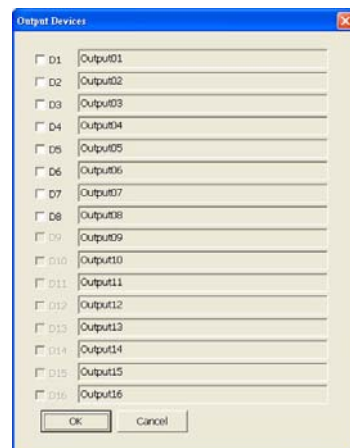 Output Devices
D1 Output01
D2 Output02
D3 Output03
D4 Output04
D5 Output05
D6 Output06
D7 Output07
D8 Output08
D9 Output09
D10 Output10
D11 Output11
D12 Output12
D13 Output13
D14 Output14
D15 Output15
D16 Output16
OK Cancel